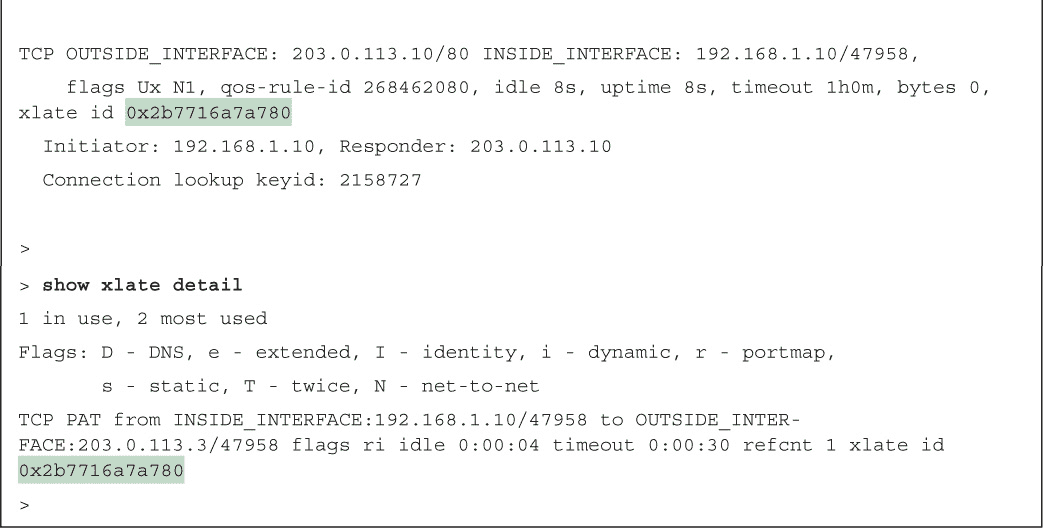 TCP OUTSIDE_INTERFACE: 203.0.113.10/80 INSIDE_INTERFACE: 192.168.1.10/47958,
flags Ux N1, qos-rule-id 268462080, idle 8s, uptime 8s, timeout 1h0m, bytes 0,
xlate id 0x2b7716a7a780
Initiator: 192.168.1.10, Responder: 203.0.113.10
Connection lookup keyid: 2158727
>
> show xlate detail
1 in use, 2 most used
Flags: D - DNS, e - extended, I - identity, i - dynamic, r - portmap,
s - static, T - twice, N - net-to-net
TCP PAT from INSIDE_INTERFACE:192.168.1.10/47958 to OUTSIDE_INTER-
FACE:203.0.113.3/47958 flags ri idle 0:00:04 timeout 0:00:30 refcnt 1 xlate id
0x2b7716a7a780
>